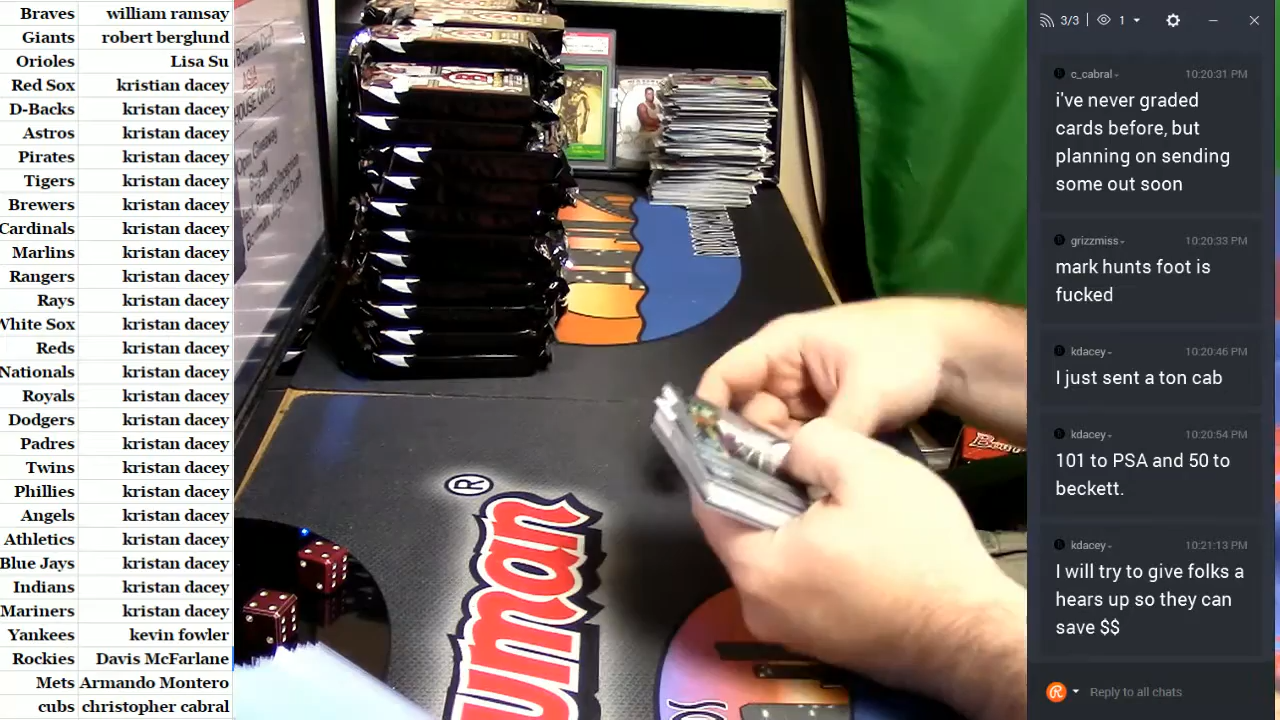 Braves william ramsay
Giants robert berglund
Orioles Lisa Su
Red Sox kristian dacey
D-Backs kristan dacey
Astros kristan dacey
Pirates kristan dacey
Tigers kristan dacey
Brewers kristan dacey
Cardinals kristan dacey
Marlins kristan dacey
Rangers kristan dacey
Rays kristan dacey
White Sox kristan dacey
Reds kristan dacey
Nationals kristan dacey
Royals kristan dacey
Dodgers kristan dacey
Padres kristan dacey
Twins kristan dacey
Phillies kristan dacey
Angels kristan dacey
Athletics kristan dacey
Blue Jays kristan dacey
Indians kristan dacey
Mariners kristan dacey
Yankees kevin fowler
Rockies Davis McFarlane
Mets Armando Montero
cubs christopher cabral
wman®
3/3 1
c_cabral 10:20:31 PM
i've never graded
cards before, but
planning on sending
some out soon
grizzmiss 10:20:33 PM
mark hunts foot is
fucked
kdacey 10:20:46 PM
I just sent a ton cab
kdacey 10:20:54 PM
101 to PSA and 50 to
beckett.
kdacey 10:21:13 PM
I will try to give folks a
hears up so they can
save $$
Reply to all chats